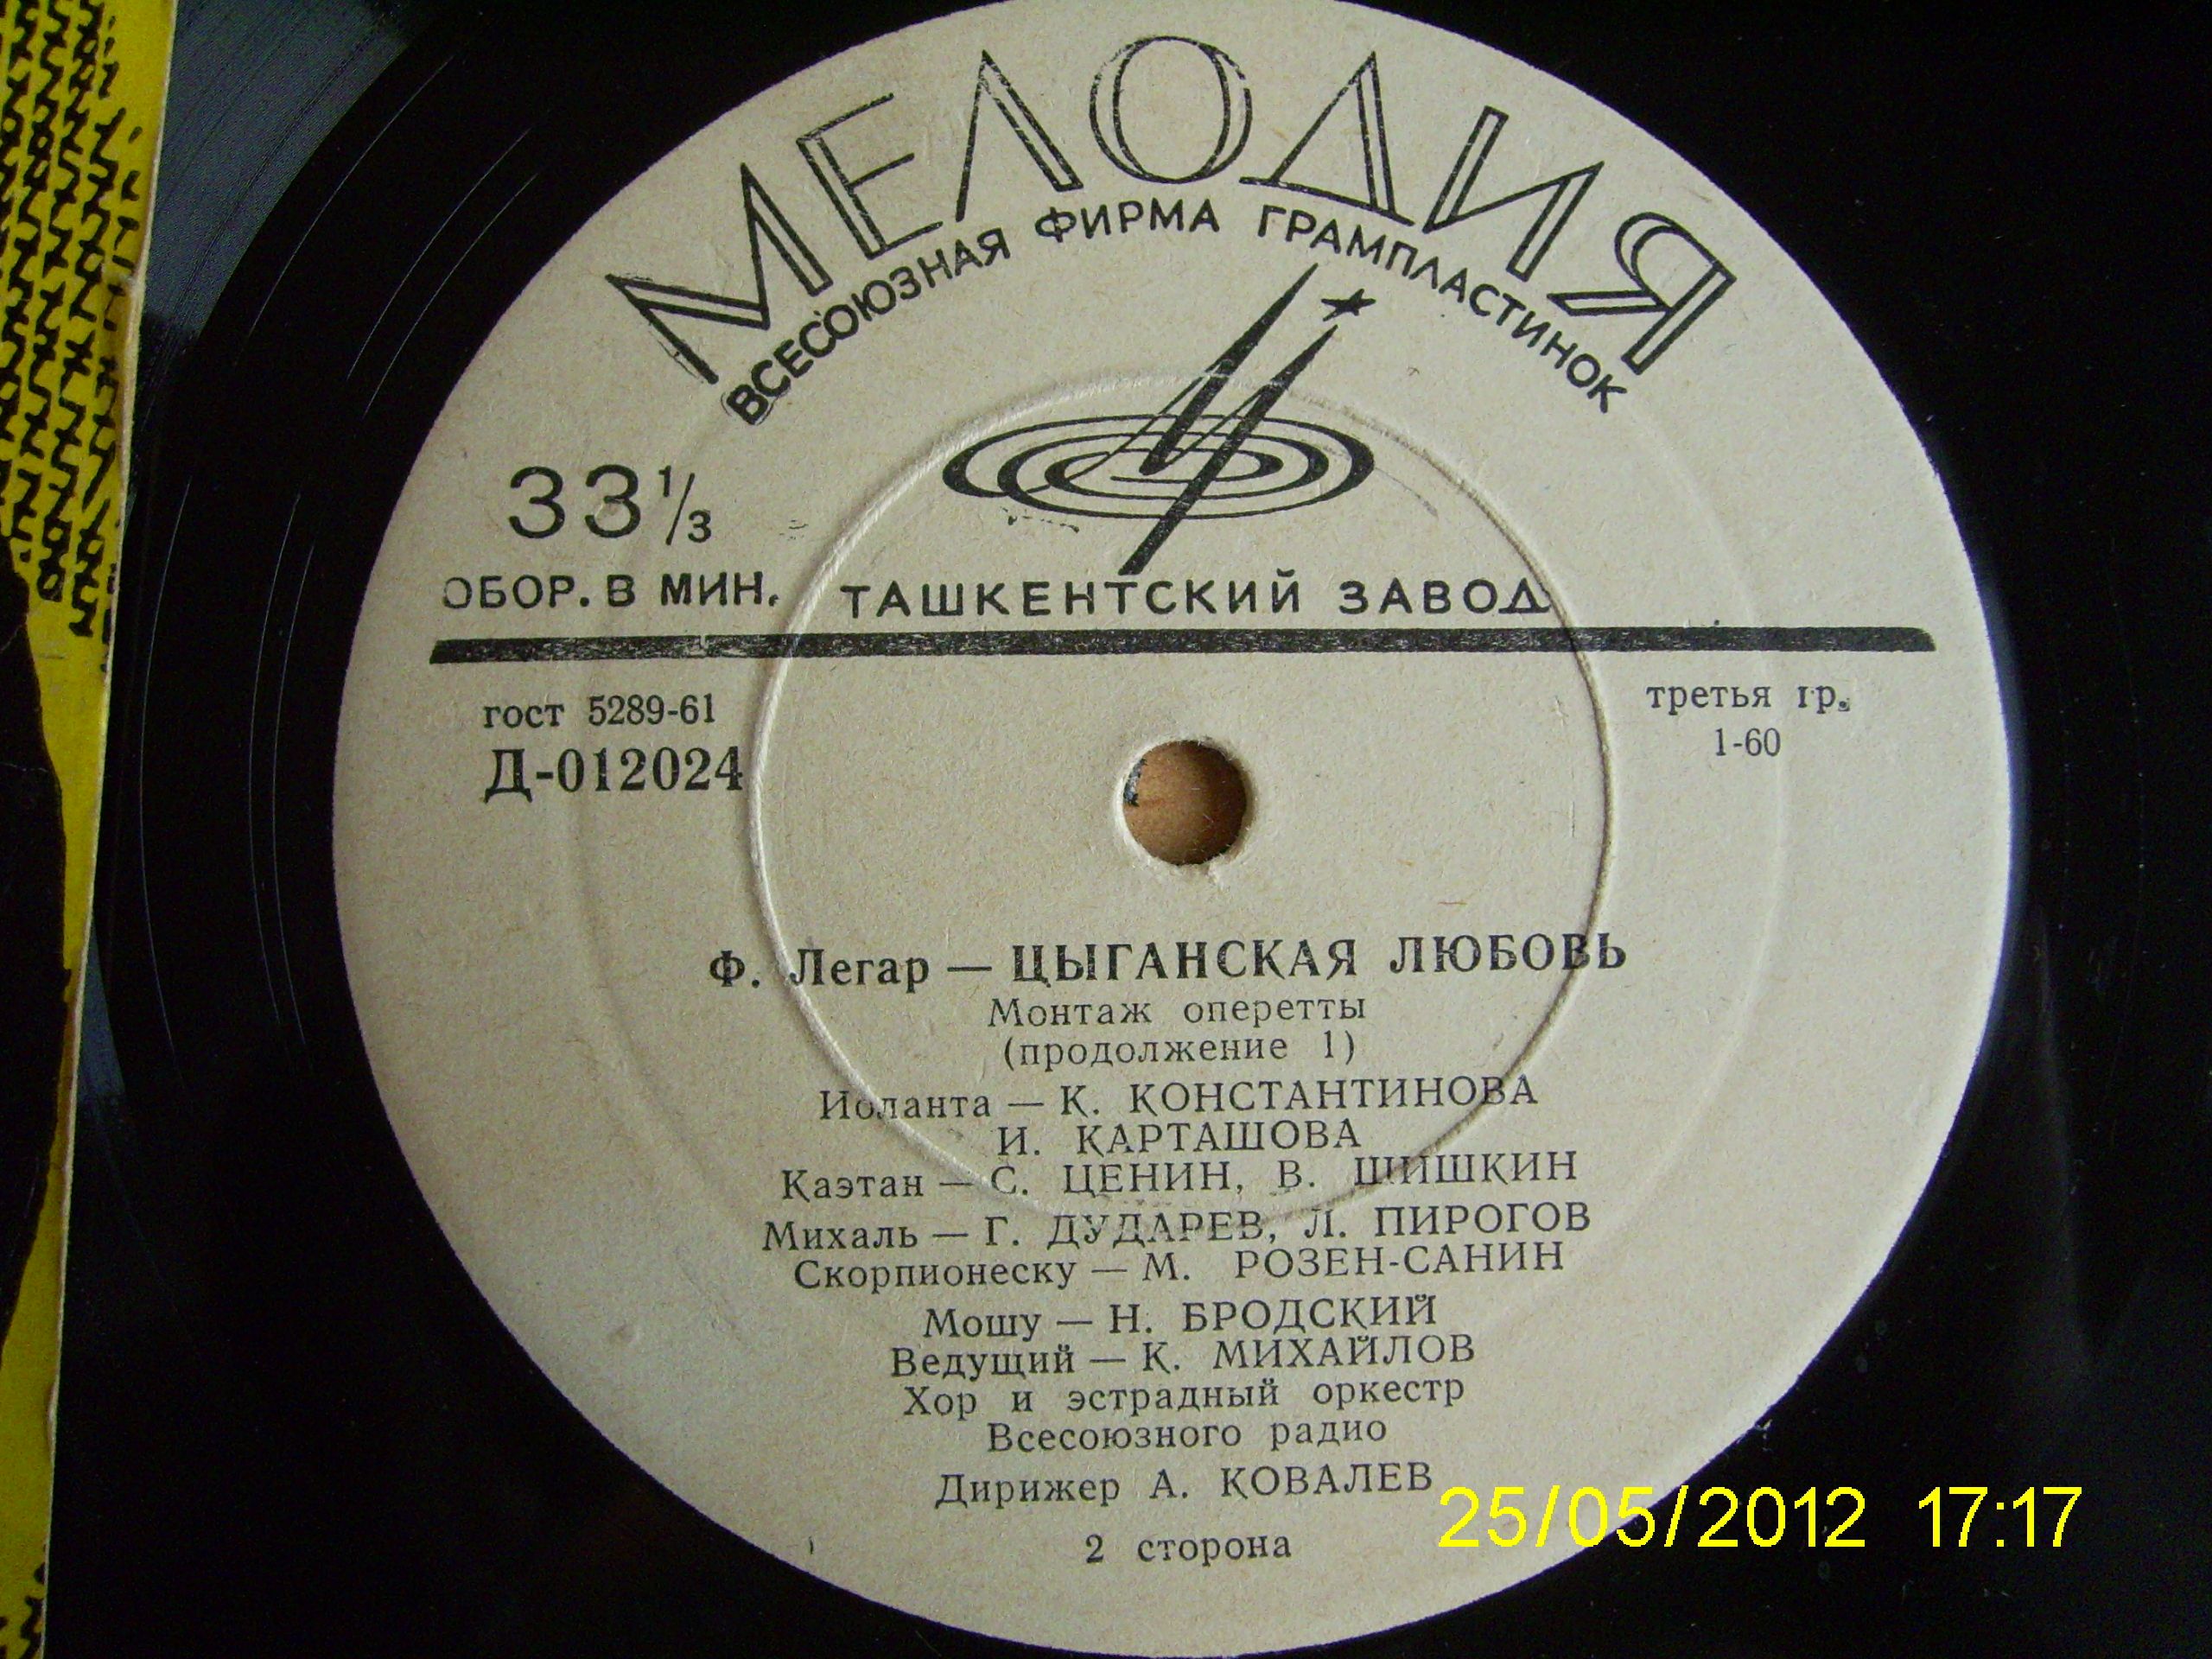 МЕЛОДИЯ
ВСЕСОЮЗНАЯ ФИРМА ГРАМПЛАСТИНОК
33 1/3
ОБОР. В МИН.
ТАШКЕНТСКИЙ ЗАВОД
гост 5289-61
Д-012024
третья гр.
1-60
Ф. Легар — ЦЫГАНСКАЯ ЛЮБОВЬ
Монтаж оперетты
(продолжение 1)
Иоланта — К. КОНСТАНТИНОВА
И. КАРТАШОВА
Каэтан — С. ЦЕНИН, В. ШИШКИН
Михаль — Г. ДУДАРЕВ, Л. ПИРОГОВ
Скорпионеску — М. РОЗЕН-САНИН
Мошу — Н. БРОДСКИЙ
Ведущий — К. МИХАЙЛОВ
Хор и эстрадный оркестр
Всесоюзного радио
Дирижер А. КОВАЛЕВ
2 сторона
25/05/2012 17:17